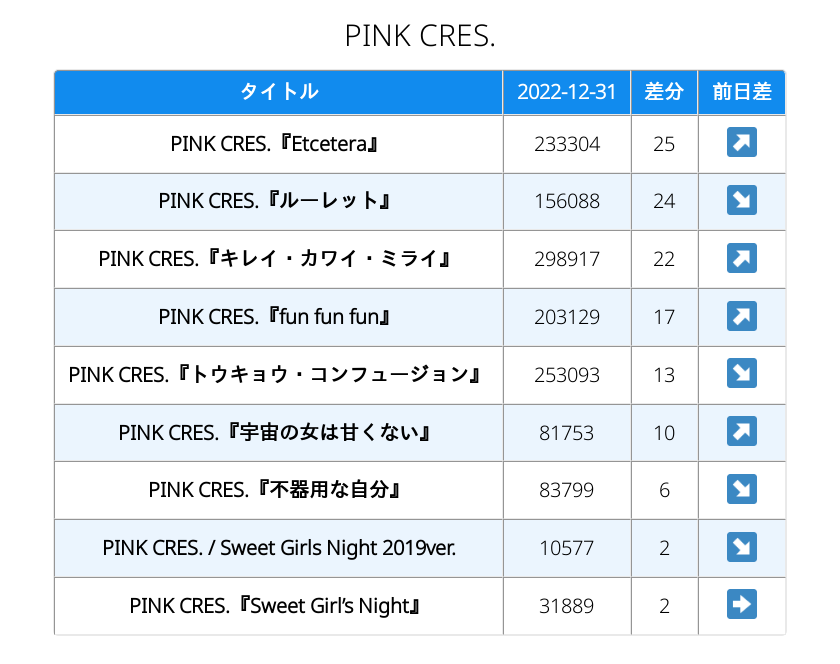 PINK CRES.
タイトル 2022-12-31 差分 前日差
PINK CRES.『Etcetera』 233304 25 ↗
PINK CRES.『ルーレット』 156088 24 ↘
PINK CRES.『キレイ・カワイ・ミライ』 298917 22 ↗
PINK CRES.『fun fun fun』 203129 17 ↗
PINK CRES.『トウキョウ・コンフュージョン』 253093 13 ↘
PINK CRES.『宇宙の女は甘くない』 81753 10 ↗
PINK CRES.『不器用な自分』 83799 6 ↘
PINK CRES. / Sweet Girls Night 2019ver. 10577 2 ↘
PINK CRES.『Sweet Girl’s Night』 31889 2 ➡